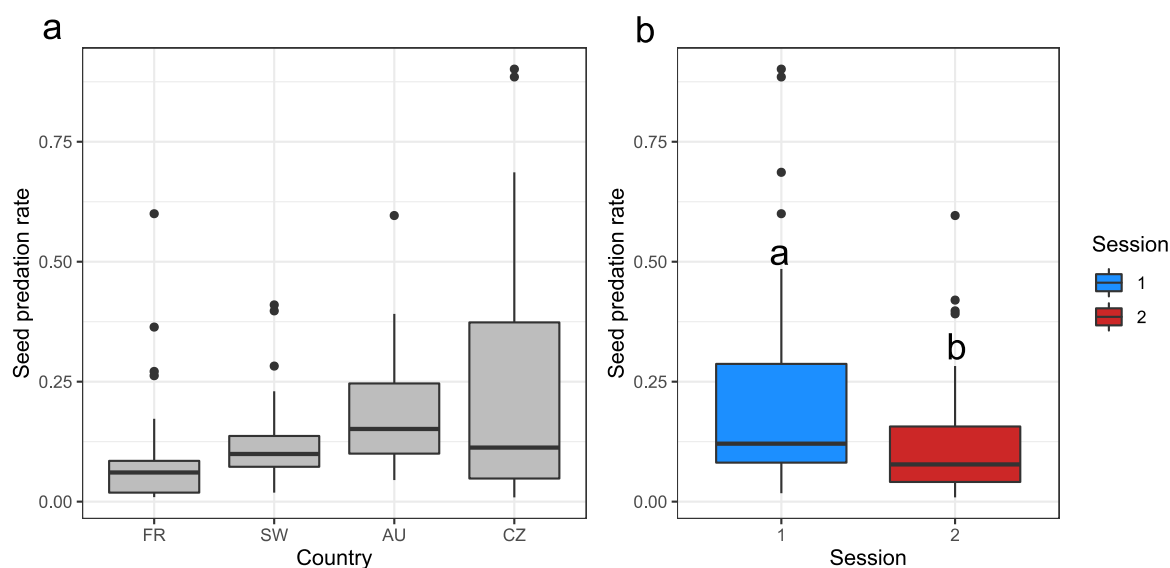 a
Seed predation rate
0.75
0.50
0.25
0.00
FR SW AU CZ
Country
b
Seed predation rate
0.75
0.50
0.25
0.00
a
b
1 2
Session
Session
1
2